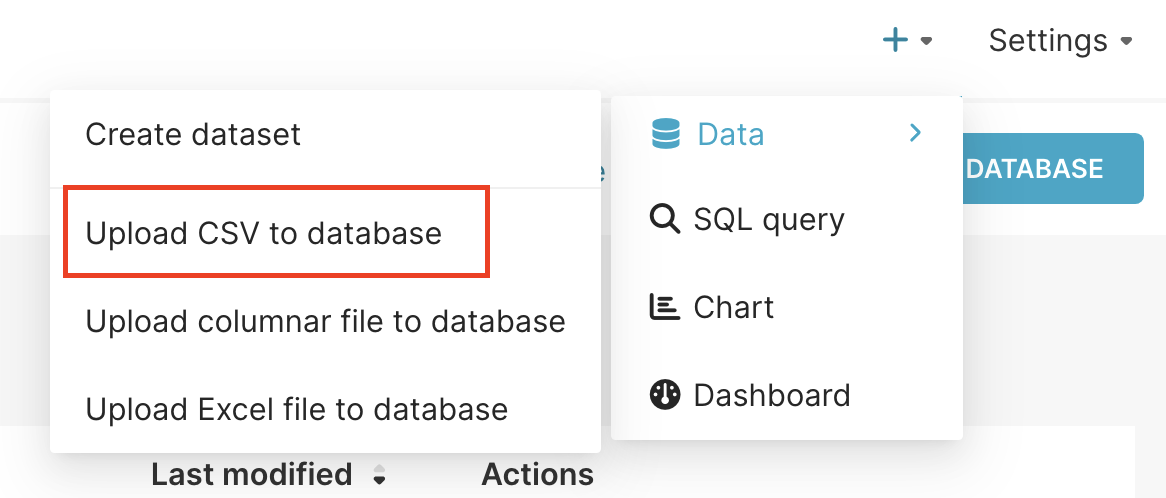 Settings
Create dataset
Upload CSV to database
Upload columnar file to database
Upload Excel file to database
Data
SQL query
Chart
Dashboard
DATABASE
Last modified
Actions